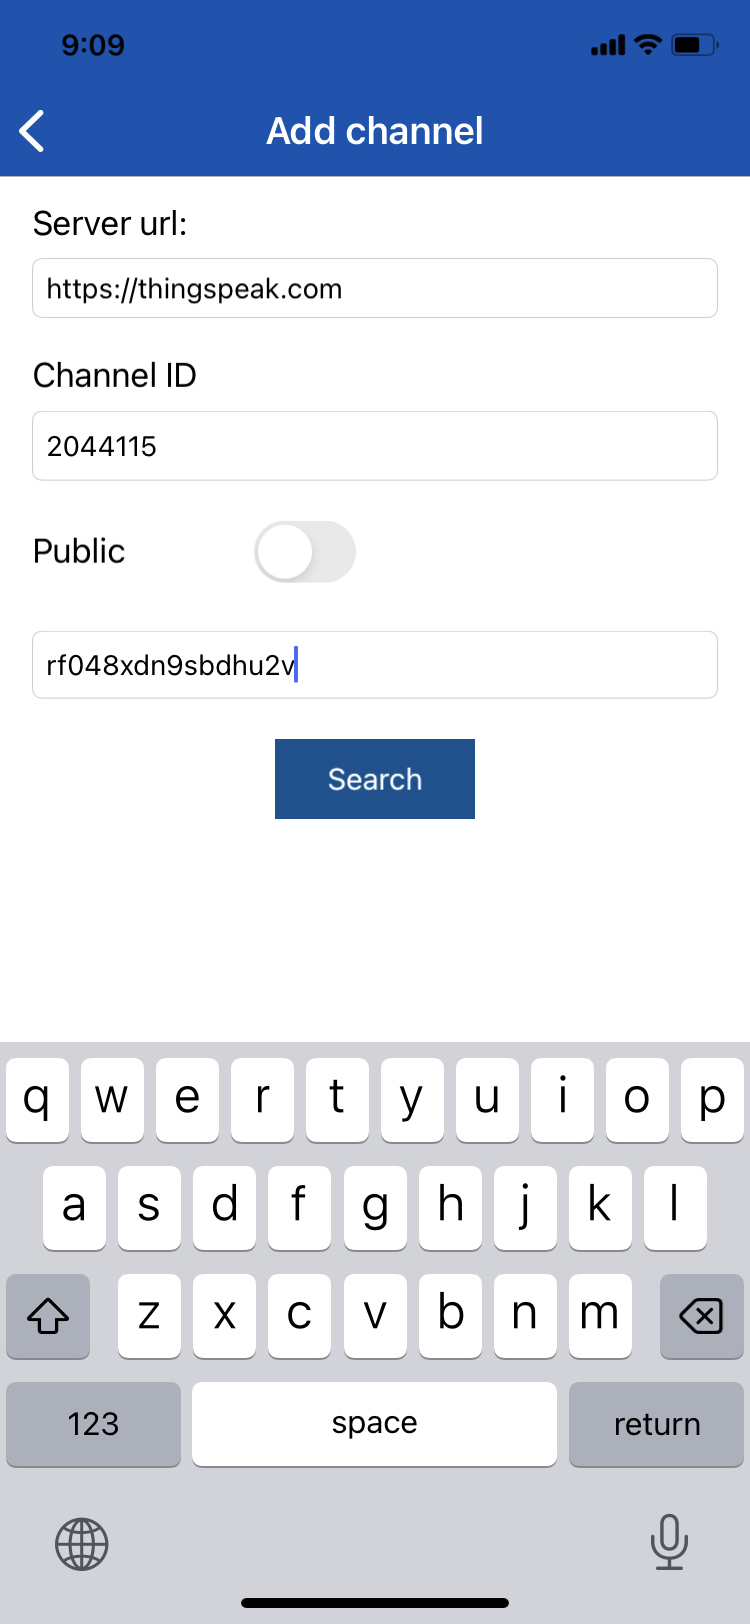 9:09
Add channel
Server url:
https://thingspeak.com
Channel ID
2044115
Public
rf048xdn9sbdhu2v
Search
q w e r t y u i o p
a s d f g h j k l
z x c v b n m
123 space return